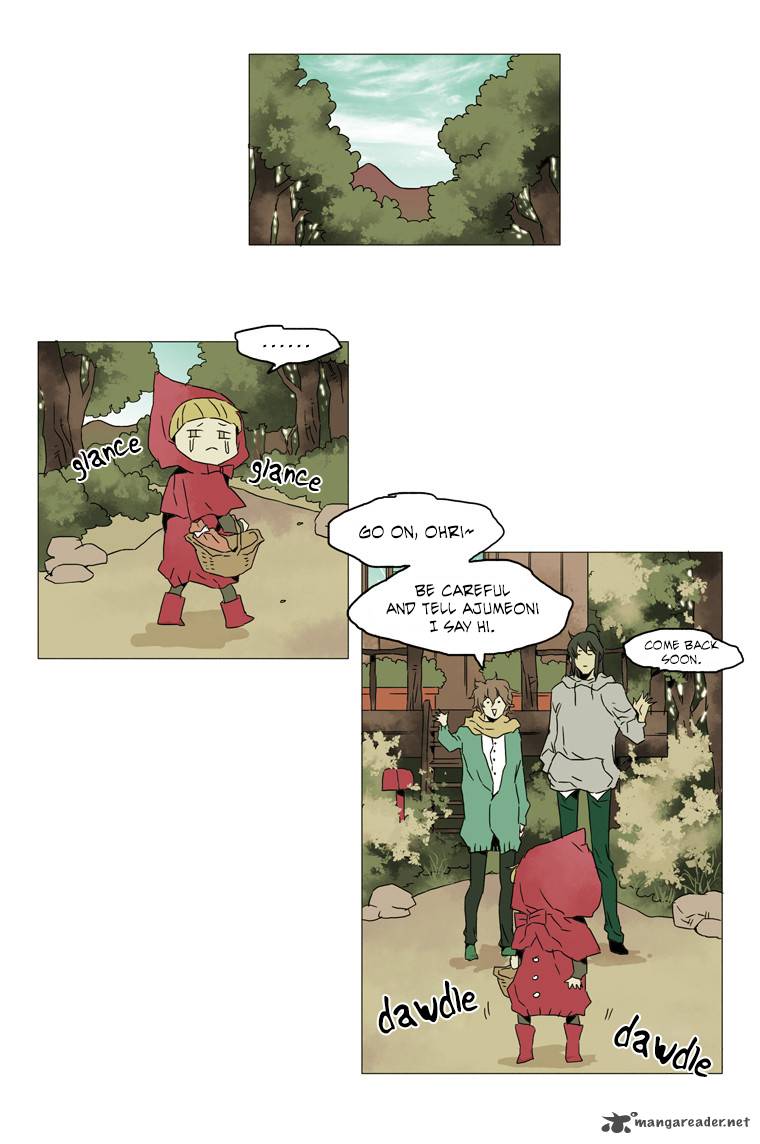 ......
glance
glance
GO ON, OHRI~
BE CAREFUL
AND TELL AJUMEONI
I SAY HI.
COME BACK
SOON.
dawdle
dawdle
mangareader.net